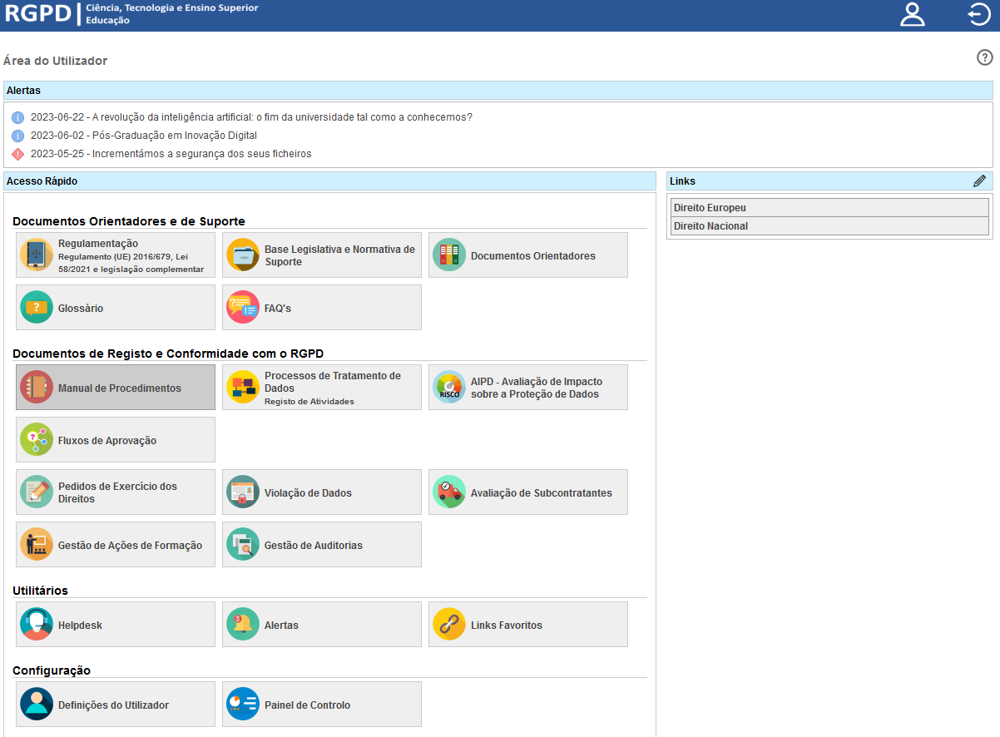 RGPD
Ciência, Tecnologia e Ensino Superior
Educação
Área do Utilizador
?
Alertas
2023-06-22 - A revolução da inteligência artificial: o fim da universidade tal como a conhecemos?
2023-06-02 - Pós-Graduação em Inovação Digital
2023-05-25 - Incrementámos a segurança dos seus ficheiros
Acesso Rápido
Documentos Orientadores e de Suporte
Regulamentação
Regulamento (UE) 2016/679, Lei
58/2021 e legislação complementar
Base Legislativa e Normativa de
Suporte
Documentos Orientadores
Glossário
FAQ's
Documentos de Registo e Conformidade com o RGPD
Manual de Procedimentos
Processos de Tratamento de
Dados
Registo de Atividades
RISCO
AIPD - Avaliação de Impacto
sobre a Proteção de Dados
Fluxos de Aprovação
Pedidos de Exercício dos
Direitos
Violação de Dados
Avaliação de Subcontratantes
Gestão de Ações de Formação
Gestão de Auditorias
Utilitários
Helpdesk
3
Alertas
Links Favoritos
Configuração
Definições do Utilizador
Painel de Controlo
Links
Direito Europeu
Direito Nacional